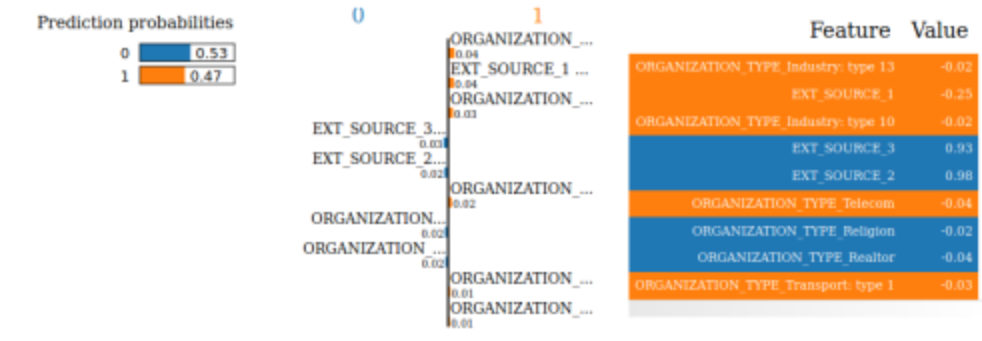 Prediction probabilities
0 0.53
1 0.47
0 1
ORGANIZATION_...
0.04
EXT_SOURCE_1 ...
0.04
ORGANIZATION_...
0.03
EXT_SOURCE_3...
0.03
EXT_SOURCE_2...
0.02
ORGANIZATION_...
0.02
ORGANIZATION...
0.02
ORGANIZATION_...
0.02
ORGANIZATION_...
0.01
ORGANIZATION_...
0.01
Feature Value
ORGANIZATION_TYPE_Industry: type 13 -0.02
EXT_SOURCE_1 -0.25
ORGANIZATION_TYPE_Industry: type 10 -0.02
EXT_SOURCE_3 0.93
EXT_SOURCE_2 0.98
ORGANIZATION_TYPE_Telecom -0.04
ORGANIZATION_TYPE_Religion -0.02
ORGANIZATION_TYPE_Realtor -0.04
ORGANIZATION_TYPE_Transport: type 1 -0.03